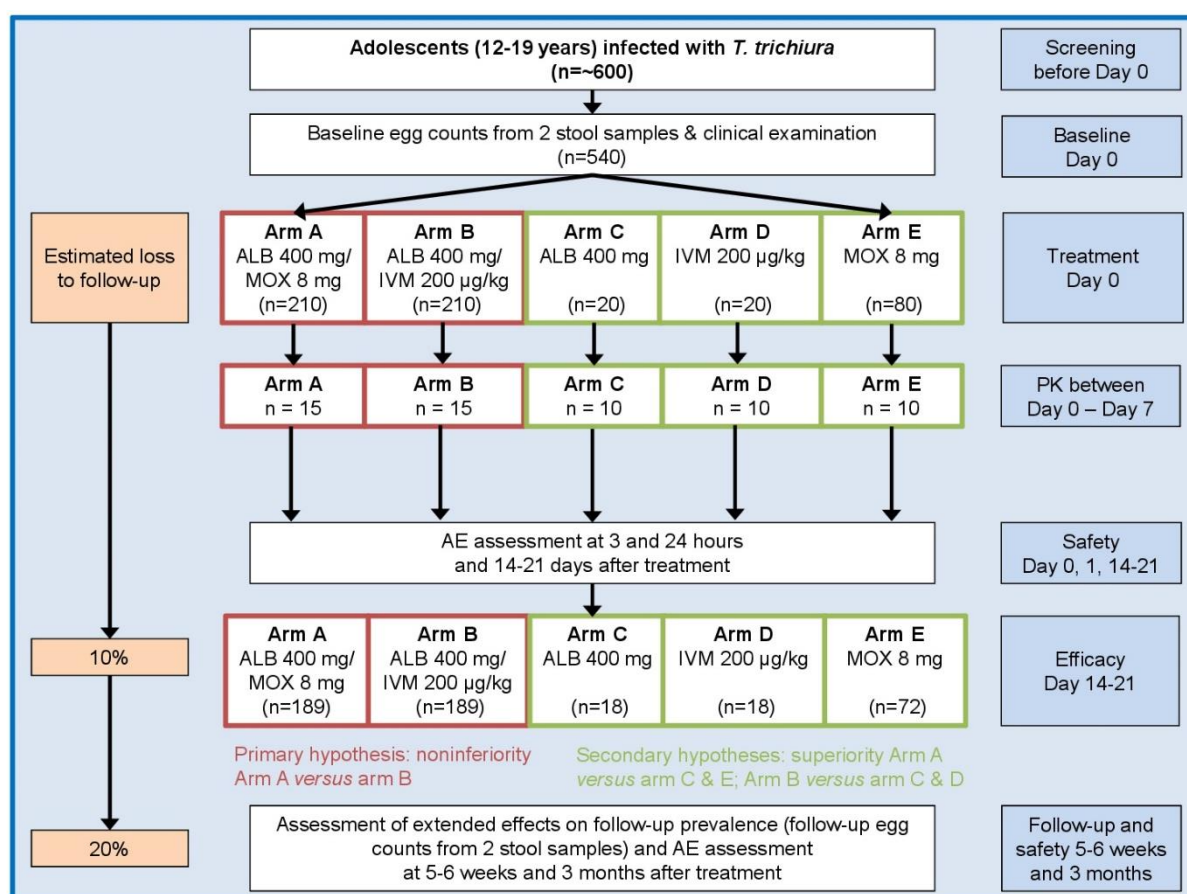 Adolescents (12-19 years) infected with T. trichiura
(n=~600)
Screening
before Day 0
Baseline egg counts from 2 stool samples & clinical examination
(n=540)
Baseline
Day 0
Estimated loss
to follow-up
Arm A
ALB 400 mg/
MOX 8 mg
(n=210)
Arm B
ALB 400 mg/
IVM 200 µg/kg
(n=210)
Arm C
ALB 400 mg
(n=20)
Arm D
IVM 200 µg/kg
(n=20)
Arm E
MOX 8 mg
(n=80)
Treatment
Day 0
Arm A
n = 15
Arm B
n = 15
Arm C
n = 10
Arm D
n = 10
Arm E
n = 10
PK between
Day 0 – Day 7
AE assessment at 3 and 24 hours
and 14-21 days after treatment
Safety
Day 0, 1, 14-21
10%
Arm A
ALB 400 mg/
MOX 8 mg
(n=189)
Arm B
ALB 400 mg/
IVM 200 µg/kg
(n=189)
Arm C
ALB 400 mg
(n=18)
Arm D
IVM 200 µg/kg
(n=18)
Arm E
MOX 8 mg
(n=72)
Efficacy
Day 14-21
Primary hypothesis: noninferiority
Arm A versus arm B
Secondary hypotheses: superiority Arm A
versus arm C & E; Arm B versus arm C & D
20%
Assessment of extended effects on follow-up prevalence (follow-up egg
counts from 2 stool samples) and AE assessment
at 5-6 weeks and 3 months after treatment
Follow-up and
safety 5-6 weeks
and 3 months